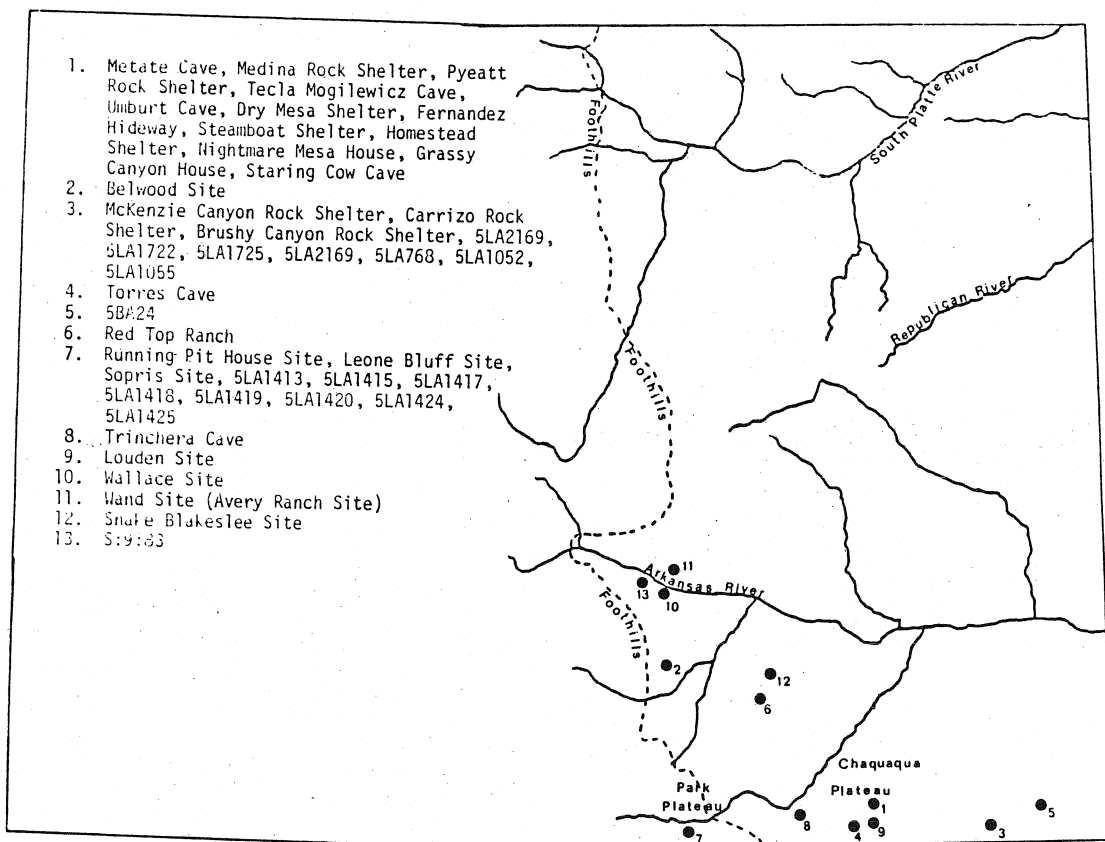 1. Metate Cave, Medina Rock Shelter, Pyeatt
Rock Shelter, Tecla Mogilewicz Cave,
Umburt Cave, Dry Mesa Shelter, Fernandez
Hideway, Steamboat Shelter, Homestead
Shelter, Nightmare Mesa House, Grassy
Canyon House, Staring Cow Cave
2. Belwood Site
3. McKenzie Canyon Rock Shelter, Carrizo Rock
Shelter, Brushy Canyon Rock Shelter, 5LA2169,
5LA1722, 5LA1725, 5LA2169, 5LA768, 5LA1052,
5LA1055
4. Torres Cave
5. 5BA24
6. Red Top Ranch
7. Running Pit House Site, Leone Bluff Site,
Sopris Site, 5LA1413, 5LA1415, 5LA1417,
5LA1418, 5LA1419, 5LA1420, 5LA1424,
5LA1425
8. Trinchera Cave
9. Louden Site
10. Wallace Site
11. Wand Site (Avery Ranch Site)
12. Snake Blakeslee Site
13. S:9:33
Foothills
South Platte River
Republican River
Foothills
Arkansas River
Foothills
11
13
10
2
12
6
Chaquaqua
Plateau
Park
Plateau
1
5
8
4
9
3
7